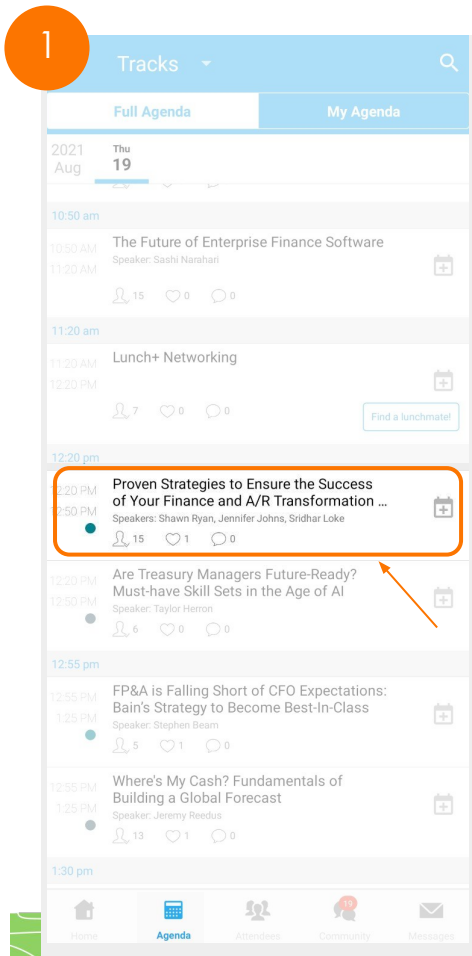 1
Tracks
Full Agenda
My Agenda
2021
Aug
Thu
19
10:50 am
10:50 AM
11:20 AM
The Future of Enterprise Finance Software
Speaker: Sashi Narahari
15 0 0
11:20 am
11:20 AM
12:20 PM
Lunch+ Networking
7 0 0
Find a lunchmate!
12:20 pm
12:20 PM
12:50 PM
Proven Strategies to Ensure the Success
of Your Finance and A/R Transformation ...
Speakers: Shawn Ryan, Jennifer Johns, Sridhar Loke
15 1 0
12:20 PM
12:50 PM
Are Treasury Managers Future-Ready?
Must-have Skill Sets in the Age of AI
Speaker: Taylor Herron
6 0 0
12:55 pm
12:55 PM
1:25 PM
FP&A is Falling Short of CFO Expectations:
Bain's Strategy to Become Best-In-Class
Speaker: Stephen Beam
5 1 0
12:55 PM
1:25 PM
Where's My Cash? Fundamentals of
Building a Global Forecast
Speaker: Jeremy Reedus
13 1 0
1:30 pm
19
Home
Agenda
Attendees
Community
Messages